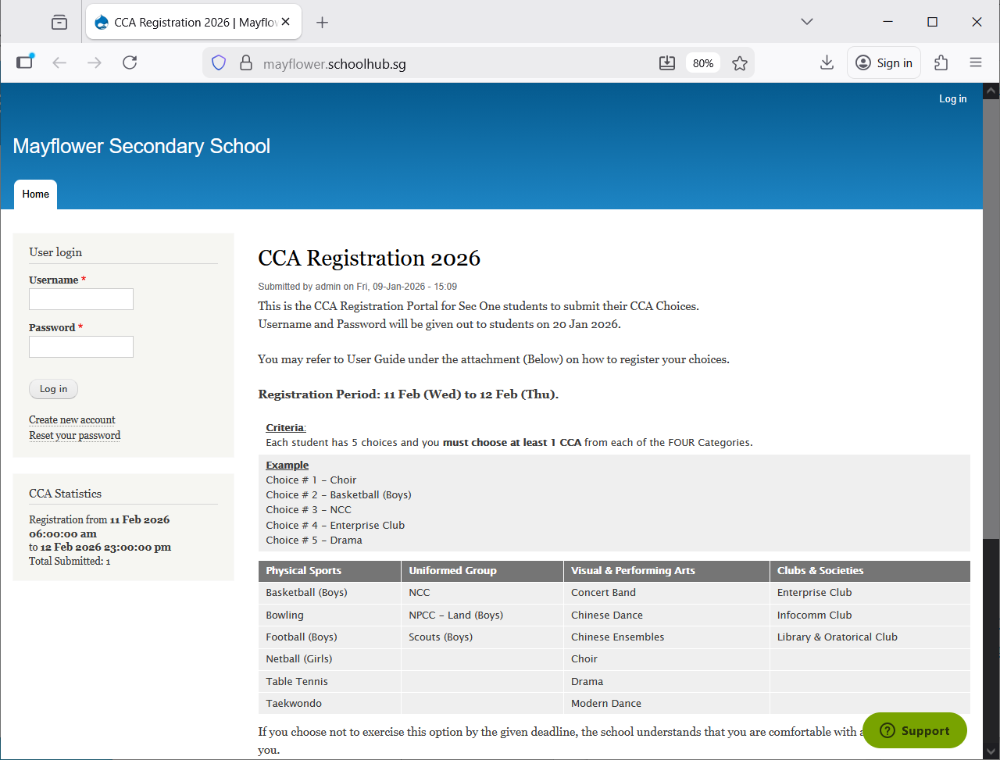 CCA Registration 2026 | Mayflow
mayflower.schoolhub.sg
80%
Sign in
Log in
Mayflower Secondary School
Home
User login
Username *
Password *
Log in
Create new account
Reset your password
CCA Statistics
Registration from 11 Feb 2026
06:00:00 am
to 12 Feb 2026 23:00:00 pm
Total Submitted: 1
CCA Registration 2026
Submitted by admin on Fri, 09-Jan-2026 - 15:09
This is the CCA Registration Portal for Sec One students to submit their CCA Choices.
Username and Password will be given out to students on 20 Jan 2026.
You may refer to User Guide under the attachment (Below) on how to register your choices.
Registration Period: 11 Feb (Wed) to 12 Feb (Thu).
Criteria:
Each student has 5 choices and you must choose at least 1 CCA from each of the FOUR Categories.
Example
Choice # 1 – Choir
Choice # 2 – Basketball (Boys)
Choice # 3 – NCC
Choice # 4 – Enterprise Club
Choice # 5 – Drama
Physical Sports Uniformed Group Visual & Performing Arts Clubs & Societies
Basketball (Boys) NCC Concert Band Enterprise Club
Bowling NPCC – Land (Boys) Chinese Dance Infocomm Club
Football (Boys) Scouts (Boys) Chinese Ensembles Library & Oratorical Club
Netball (Girls) Choir
Table Tennis Drama
Taekwondo Modern Dance
If you choose not to exercise this option by the given deadline, the school understands that you are comfortable with
you.
Support